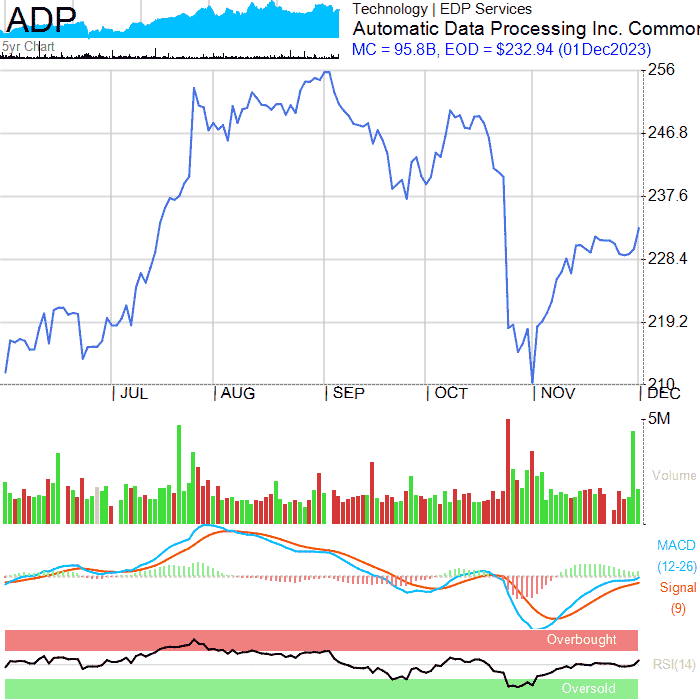 ADP
5yr Chart
Technology | EDP Services
Automatic Data Processing Inc. Common
MC = 95.8B, EOD = $232.94 (01Dec2023)
256
246.8
237.6
228.4
219.2
210
JUL AUG SEP OCT NOV DEC
5M
Volume
MACD
(12-26)
Signal
(9)
Overbought
RSI(14)
Oversold